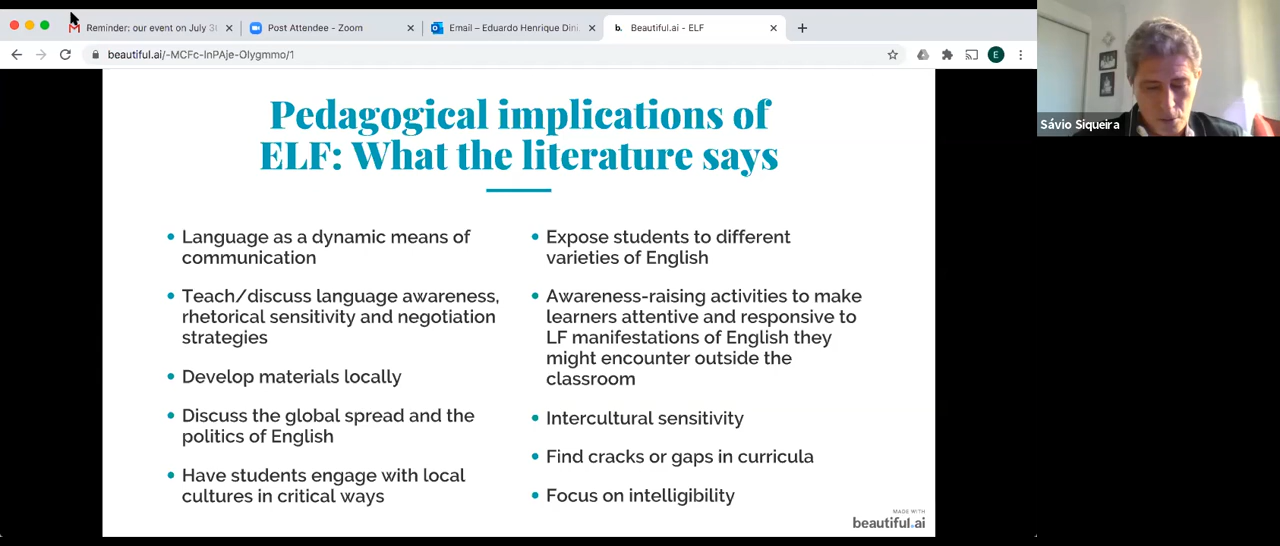 Reminder: our event on July 30
Post Attendee - Zoom
Email – Eduardo Henrique Dini
b. Beautiful.ai - ELF
beautiful.ai/-MCFc-InPAje-Olygmmo/1
E
Sávio Siqueira
Pedagogical implications of
ELF: What the literature says
• Language as a dynamic means of
communication
• Teach/discuss language awareness,
rhetorical sensitivity and negotiation
strategies
• Develop materials locally
• Discuss the global spread and the
politics of English
• Have students engage with local
cultures in critical ways
• Expose students to different
varieties of English
• Awareness-raising activities to make
learners attentive and responsive to
LF manifestations of English they
might encounter outside the
classroom
• Intercultural sensitivity
• Find cracks or gaps in curricula
• Focus on intelligibility
MADE WITH
beautiful.ai